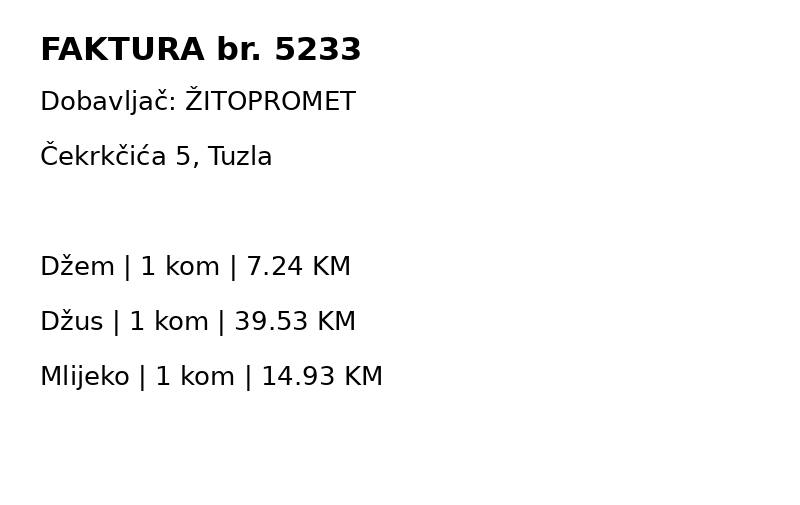 FAKTURA br. 5233
Dobavljač: ŽITOPROMET
Čekrkčića 5, Tuzla
Džem | 1 kom | 7.24 KM
Džus | 1 kom | 39.53 KM
Mlijeko | 1 kom | 14.93 KM